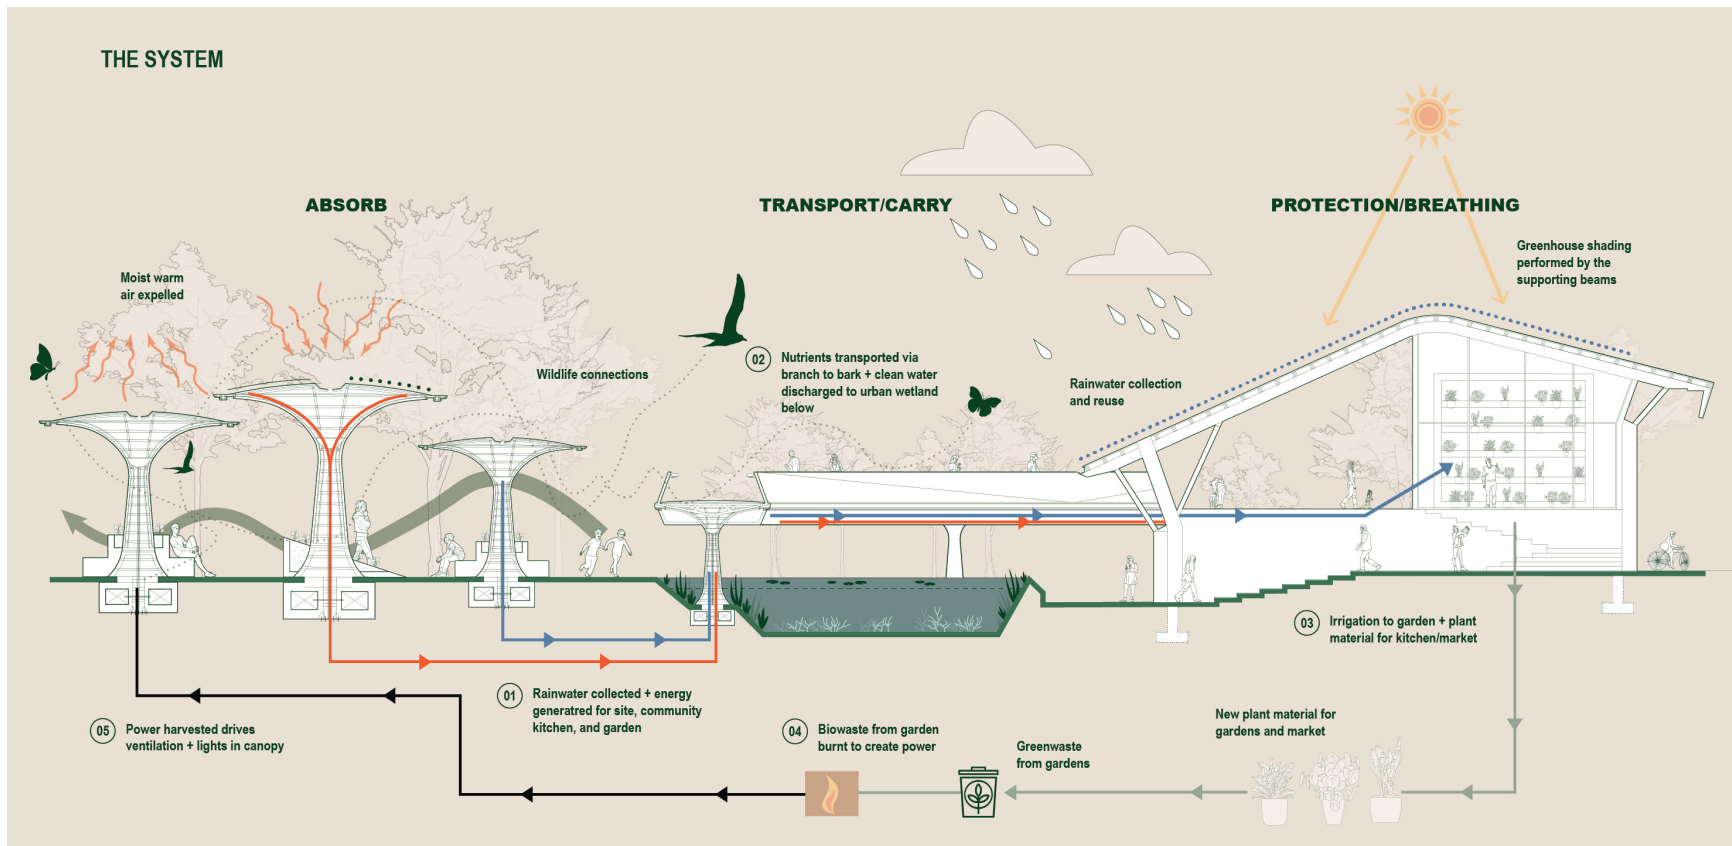 THE SYSTEM
ABSORB
TRANSPORT/CARRY
PROTECTION/BREATHING
Moist warm
air expelled
Wildlife connections
02
Nutrients transported via
branch to bark + clean water
discharged to urban wetland
below
Rainwater collection
and reuse
Greenhouse shading
performed by the
supporting beams
03
Irrigation to garden + plant
material for kitchen/market
01
Rainwater collected + energy
generatred for site, community
kitchen, and garden
05
Power harvested drives
ventilation + lights in canopy
04
Biowaste from garden
burnt to create power
Greenwaste
from gardens
New plant material for
gardens and market